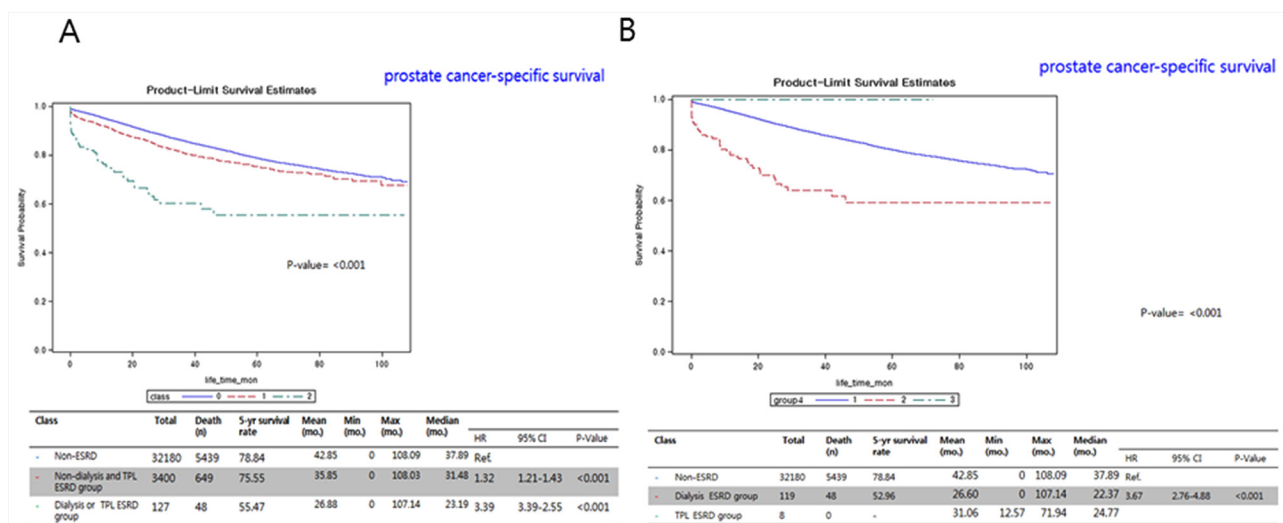 A
B
prostate cancer-specific survival
prostate cancer-specific survival
Product-Limit Survival Estimates
Product-Limit Survival Estimates
1.0
0.8
0.6
0.4
0.2
0.0
Survival Probability
P-value= <0.001
0 20 40 60 80 100
life_time_mon
class 0 1 2
1.0
0.8
0.6
0.4
0.2
0.0
Survival Probability
P-value= <0.001
0 20 40 60 80 100
life_time_mon
group4 1 2 3
Class Total Death (n) 5-yr survival rate Mean (mo.) Min (mo.) Max (mo.) Median (mo.) HR 95% CI P-Value
- Non-ESRD 32180 5439 78.84 42.85 0 108.09 37.89 Ref.
- Non-dialysis and TPL ESRD group 3400 649 75.55 35.85 0 108.03 31.48 1.32 1.21-1.43 <0.001
- Dialysis or TPL ESRD group 127 48 55.47 26.88 0 107.14 23.19 3.39 3.39-2.55 <0.001
Class Total Death (n) 5-yr survival rate Mean (mo.) Min (mo.) Max (mo.) Median (mo.) HR 95% CI P-Value
- Non-ESRD 32180 5439 78.84 42.85 0 108.09 37.89 Ref.
- Dialysis ESRD group 119 48 52.96 26.60 0 107.14 22.37 3.67 2.76-4.88 <0.001
- TPL ESRD group 8 0 - 31.06 12.57 71.94 24.77